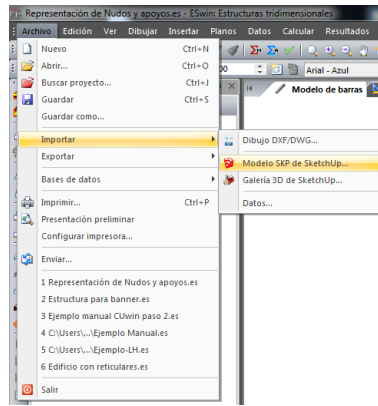 Representación de Nudos y apoyos.es - ESwin: Estructuras tridimensionales
Archivo Edición Ver Dibujar Insertar Planos Datos Calcular Resultados
Nuevo Ctrl+N
Abrir... Ctrl+O
Buscar proyecto... Ctrl+J
Guardar Ctrl+S
Guardar como...
Importar
Exportar
Bases de datos
Imprimir... Ctrl+P
Presentación preliminar
Configurar impresora...
Enviar...
1 Representación de Nudos y apoyos.es
2 Estructura para banner.es
3 Ejemplo manual CUwin paso 2.es
4 C:\Users\...\Ejemplo Manual.es
5 C:\Users\...\Ejemplo-LH.es
6 Edificio con reticulares.es
Salir
Arial - Azul
Modelo de barras
Dibujo DXF/DWG...
Modelo SKP de SketchUp...
Galería 3D de SketchUp...
Datos...